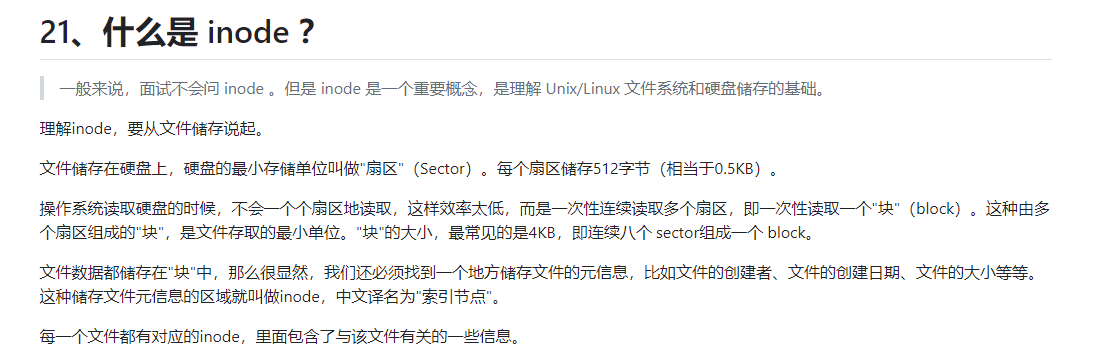 21、什么是 inode ？
一般来说，面试不会问 inode 。但是 inode 是一个重要概念，是理解 Unix/Linux 文件系统和硬盘储存的基础。
理解inode，要从文件储存说起。
文件储存在硬盘上，硬盘的最小存储单位叫做"扇区"（Sector）。每个扇区储存512字节（相当于0.5KB）。
操作系统读取硬盘的时候，不会一个个扇区地读取，这样效率太低，而是一次性连续读取多个扇区，即一次性读取一个"块"（block）。这种由多
个扇区组成的"块"，是文件存取的最小单位。"块"的大小，最常见的是4KB，即连续八个 sector组成一个 block。
文件数据都储存在"块"中，那么很显然，我们还必须找到一个地方储存文件的元信息，比如文件的创建者、文件的创建日期、文件的大小等等。
这种储存文件元信息的区域就叫做inode，中文译名为"索引节点"。
每一个文件都有对应的inode，里面包含了与该文件有关的一些信息。